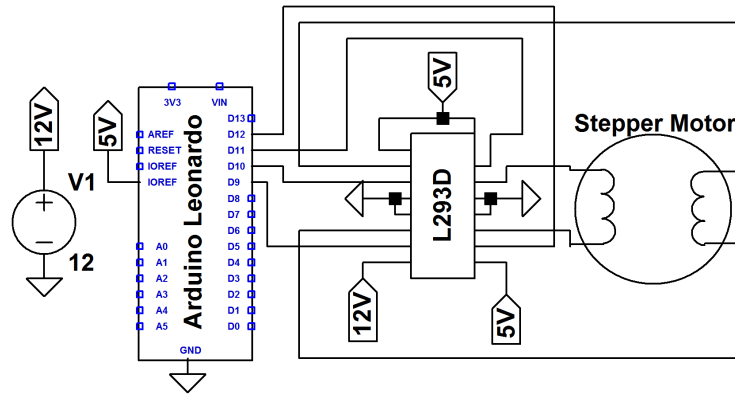 12V
V1
12
5V
Arduino Leonardo
3V3
VIN
AREF
RESET
IOREF
IOREF
A0
A1
A2
A3
A4
A5
D13
D12
D11
D10
D9
D8
D7
D6
D5
D4
D3
D2
D1
D0
GND
5V
L293D
12V
5V
Stepper Motor